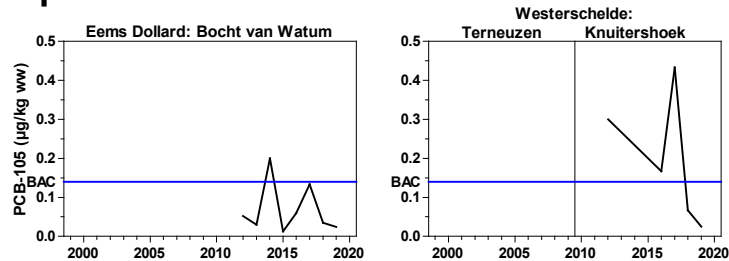 Westerschelde:
Eems Dollard: Bocht van Watum
Terneuzen Knuitershoek
PCB-105 (µg/kg ww)
0.5
0.4
0.3
0.2
BAC
0.1
0.0
2000 2005 2010 2015 2020
0.5
0.4
0.3
0.2
BAC
0.1
0.0
2000 2005 2010 2015 2020